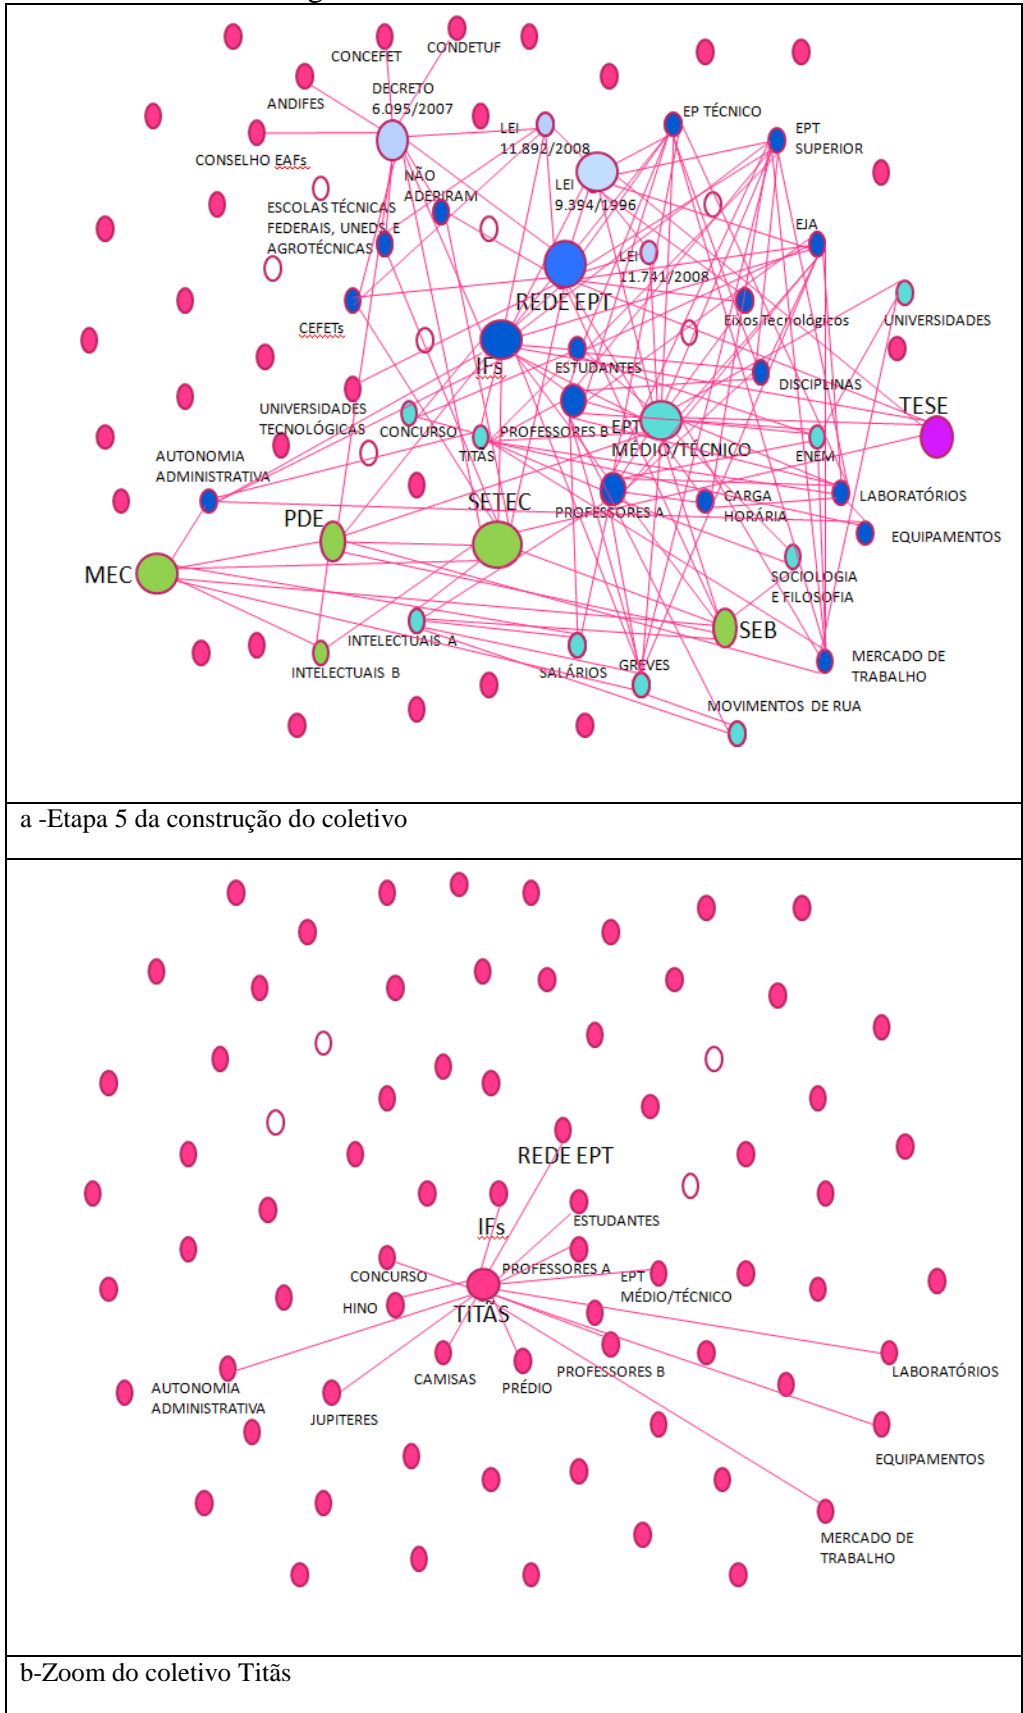 CONCEFET
CONDETUF
ANDIFES
DECRETO
6.095/2007
CONSELHO EAFs
LEI
11.892/2008
EP TÉCNICO
EPT
SUPERIOR
NÃO
ADERIRAM
LEI
9.394/1996
ESCOLAS TÉCNICAS
FEDERAIS, UNEDS E
AGROTÉCNICAS
EJA
LEI
11.741/2008
REDE EPT
CEFETs
Eixos Tecnológicos
UNIVERSIDADES
IFs
ESTUDANTES
DISCIPLINAS
UNIVERSIDADES
TECNOLÓGICAS
CONCURSO
TITÃS
PROFESSORES B
EPT
MÉDIO/TÉCNICO
ENEM
TESE
AUTONOMIA
ADMINISTRATIVA
PDE
SETEC
PROFESSORES A
CARGA
HORÁRIA
LABORATÓRIOS
EQUIPAMENTOS
MEC
SOCIOLOGIA
E FILOSOFIA
INTELECTUAIS A
SEB
INTELECTUAIS B
SALÁRIOS
GREVES
MERCADO DE
TRABALHO
MOVIMENTOS DE RUA
a -Etapa 5 da construção do coletivo
REDE EPT
IFs
ESTUDANTES
CONCURSO
PROFESSORES A
EPT
MÉDIO/TÉCNICO
HINO
TITÃS
CAMISAS
PRÉDIO
PROFESSORES B
LABORATÓRIOS
AUTONOMIA
ADMINISTRATIVA
JUPITERES
EQUIPAMENTOS
MERCADO DE
TRABALHO
b-Zoom do coletivo Titãs